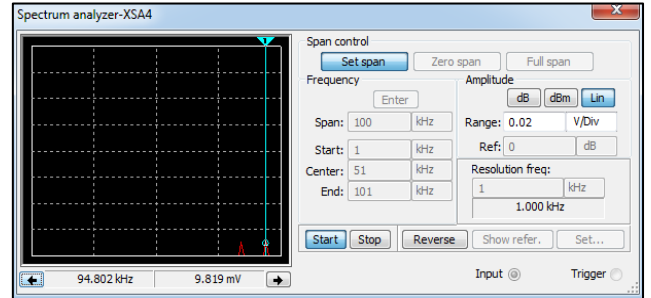 Spectrum analyzer-XSA4
1
Span control
Set span Zero span Full span
Frequency
Enter
Span: 100 kHz
Start: 1 kHz
Center: 51 kHz
End: 101 kHz
Amplitude
dB dBm Lin
Range: 0.02 V/Div
Ref: 0 dB
Resolution freq:
1 kHz
1.000 kHz
Start Stop Reverse Show refer. Set...
94.802 kHz 9.819 mV
Input Trigger